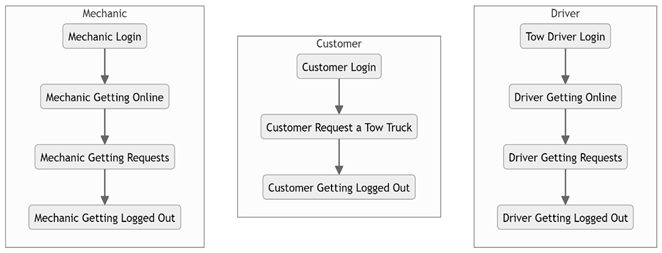 Mechanic
Mechanic Login
Mechanic Getting Online
Mechanic Getting Requests
Mechanic Getting Logged Out
Customer
Customer Login
Customer Request a Tow Truck
Customer Getting Logged Out
Driver
Tow Driver Login
Driver Getting Online
Driver Getting Requests
Driver Getting Logged Out